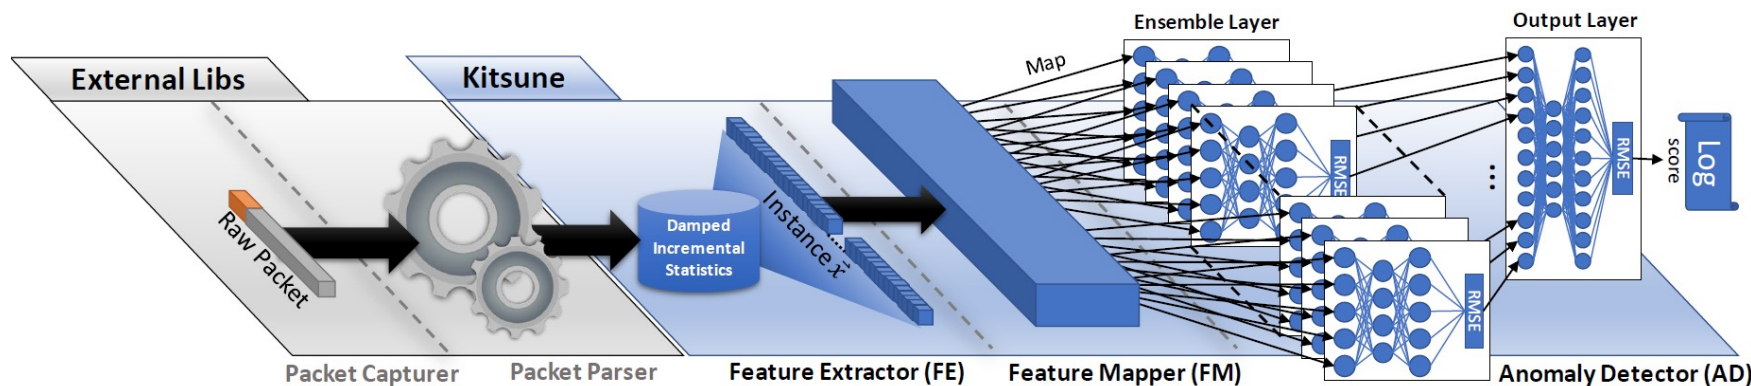 Ensemble Layer
Output Layer
External Libs
Kitsune
Map
Raw Packet
Damped
Incremental
Statistics
Instance x⃗
RMSE
RMSE
RMSE
score
Log
Packet Capturer
Packet Parser
Feature Extractor (FE)
Feature Mapper (FM)
Anomaly Detector (AD)